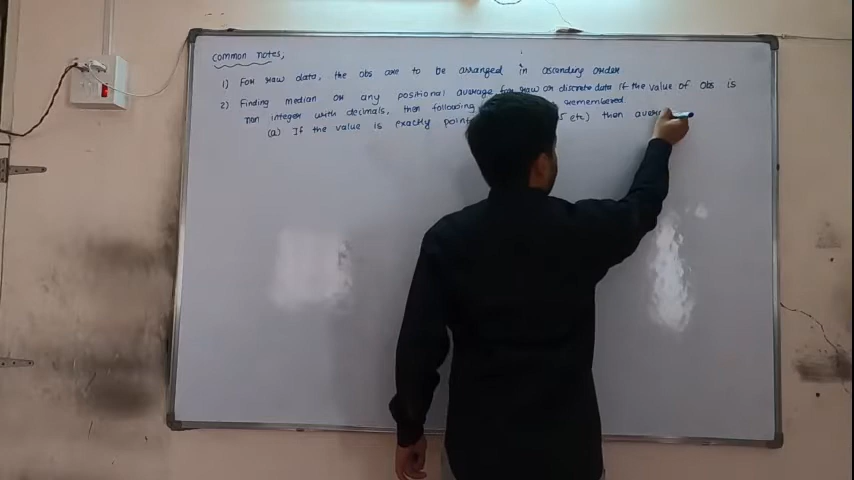 common notes,
1) For raw data, the obs are to be arranged in ascending order
2) Finding median or any positional average for raw or discrete data if the value of obs is
non integer with decimals, then following remembered
(a) If the value is exactly 5 etc) then